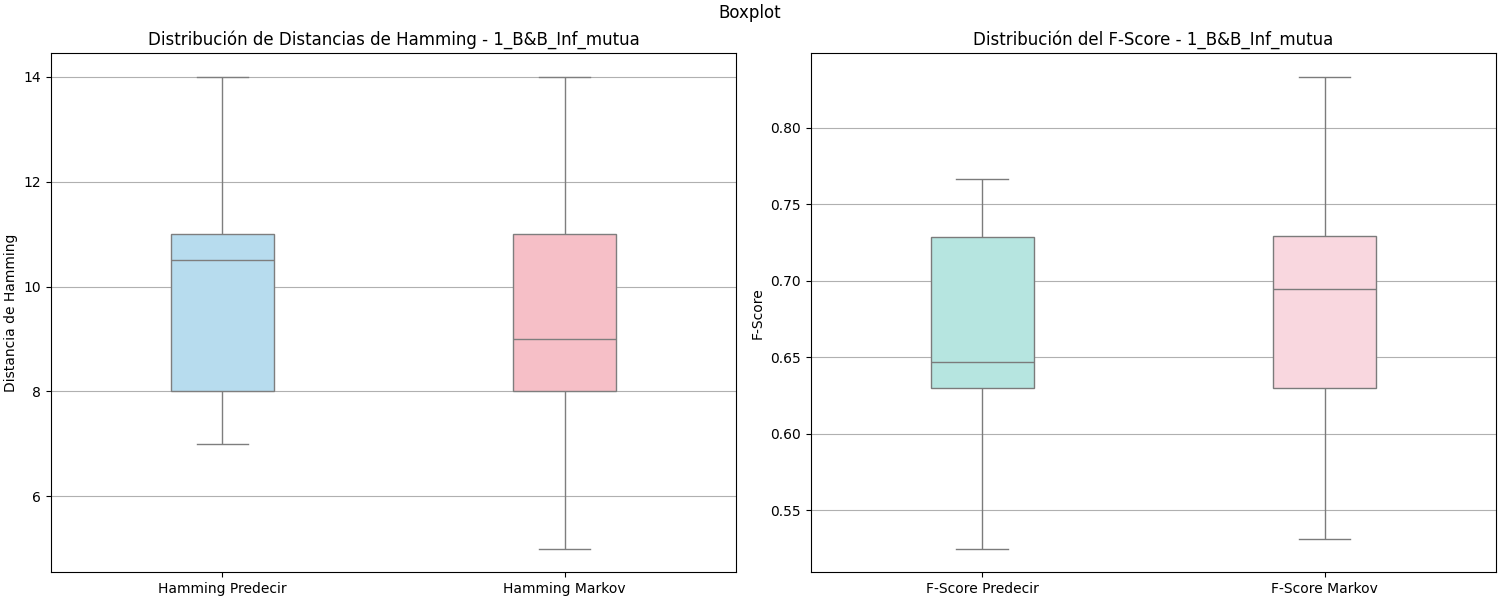 Boxplot
Distribución de Distancias de Hamming - 1_B&B_Inf_mutua
Distancia de Hamming
14
12
10
8
6
Hamming Predecir
Hamming Markov
Distribución del F-Score - 1_B&B_Inf_mutua
F-Score
0.80
0.75
0.70
0.65
0.60
0.55
F-Score Predecir
F-Score Markov